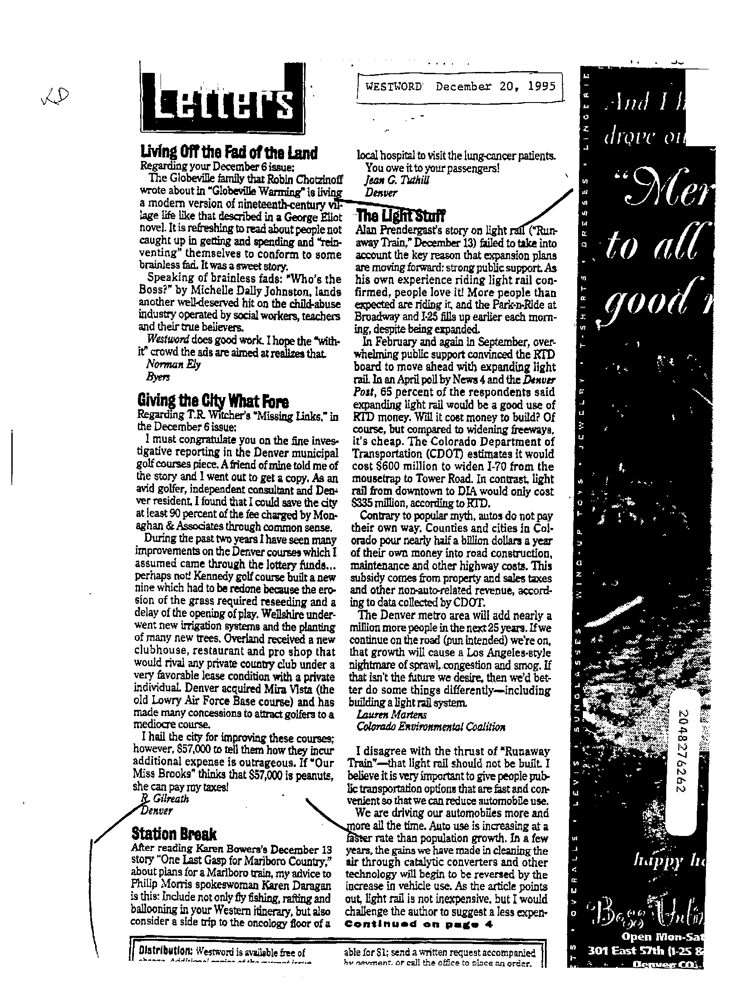 LD
Letters
WESTWORD December 20, 1995
Living Off the Fad of the Land
Regarding your December 6 issue:
The Globeville family that Robin Chotzinoff
wrote about in "Globeville Warming" is living
a modern version of nineteenth-century vil-
lage life like that described in a George Eliot
novel. It is refreshing to read about people not
caught up in getting and spending and "rein-
venting" themselves to conform to some
brainless fad. It was a sweet story.
Speaking of brainless fads: "Who's the
Boss?" by Michelle Dally Johnston, lands
another well-deserved hit on the child-abuse
industry operated by social workers, teachers
and their true believers.
Westword does good work. I hope the "with-
it" crowd the ads are aimed at realizes that.
Norman Ely
Byers
Giving the City What Fore
Regarding T.R. Witcher's "Missing Links," in
the December 6 issue:
I must congratulate you on the fine inves-
tigative reporting in the Denver municipal
golf courses piece. A friend of mine told me of
the story and I went out to get a copy. As an
avid golfer, independent consultant and Den-
ver resident, I found that I could save the city
at least 90 percent of the fee charged by Mon-
aghan & Associates through common sense.
During the past two years I have seen many
improvements on the Denver courses which I
assumed came through the lottery funds...
perhaps not! Kennedy golf course built a new
nine which had to be redone because the ero-
sion of the grass required reseeding and a
delay of the opening of play. Wellshire under-
went new irrigation systems and the planting
of many new trees. Overland received a new
clubhouse, restaurant and pro shop that
would rival any private country club under a
very favorable lease condition with a private
individual. Denver acquired Mira Vista (the
old Lowry Air Force Base course) and has
made many concessions to attract golfers to a
mediocre course.
I hail the city for improving these courses;
however, $57,000 to tell them how they incur
additional expense is outrageous. If "Our
Miss Brooks" thinks that $57,000 is peanuts,
she can pay my taxes!
R. Gilreath
Denver
Station Break
After reading Karen Bowers's December 13
story "One Last Gasp for Marlboro Country,"
about plans for a Marlboro train, my advice to
Philip Morris spokeswoman Karen Daragan
is this: Include not only fly fishing, rafting and
ballooning in your Western itinerary, but also
consider a side trip to the oncology floor of a
local hospital to visit the lung-cancer patients.
You owe it to your passengers!
Jean G. Tuthill
Denver
The Light Stuff
Alan Prendergast's story on light rail ("Run-
away Train," December 13) failed to take into
account the key reason that expansion plans
are moving forward: strong public support. As
his own experience riding light rail con-
firmed, people love it! More people than
expected are riding it, and the Park-n-Ride at
Broadway and I-25 fills up earlier each morn-
ing, despite being expanded.
In February and again in September, over-
whelming public support convinced the RTD
board to move ahead with expanding light
rail. In an April poll by News 4 and the Denver
Post, 65 percent of the respondents said
expanding light rail would be a good use of
RTD money. Will it cost money to build? Of
course, but compared to widening freeways,
it's cheap. The Colorado Department of
Transportation (CDOT) estimates it would
cost $600 million to widen I-70 from the
mousetrap to Tower Road. In contrast, light
rail from downtown to DIA would only cost
$335 million, according to RTD.
Contrary to popular myth, autos do not pay
their own way. Counties and cities in Col-
orado pour nearly half a billion dollars a year
of their own money into road construction,
maintenance and other highway costs. This
subsidy comes from property and sales taxes
and other non-auto-related revenue, accord-
ing to data collected by CDOT.
The Denver metro area will add nearly a
million more people in the next 25 years. If we
continue on the road (pun intended) we're on,
that growth will cause a Los Angeles-style
nightmare of sprawl, congestion and smog. If
that isn't the future we desire, then we'd bet-
ter do some things differently—including
building a light rail system.
Lauren Martens
Colorado Environmental Coalition
I disagree with the thrust of "Runaway
Train"—that light rail should not be built. I
believe it is very important to give people pub-
lic transportation options that are fast and con-
venient so that we can reduce automobile use.
We are driving our automobiles more and
more all the time. Auto use is increasing at a
faster rate than population growth. In a few
years, the gains we have made in cleaning the
air through catalytic converters and other
technology will begin to be reversed by the
increase in vehicle use. As the article points
out, light rail is not inexpensive, but I would
challenge the author to suggest a less expen-
Continued on page 4
Distribution: Westword is available free of
able for $1; send a written request accompanied
by payment, or call the office to place an order.
And I h
drove out
"Mer
to all
good
OVERALLS LEVIS SUNGLASSES WIND-UP TOYS JEWELRY T-SHIRTS DRESSES LINGERIE
happy h
Open Mon-Sat
301 East 57th (I-25 &
Denver CO.
2048276262